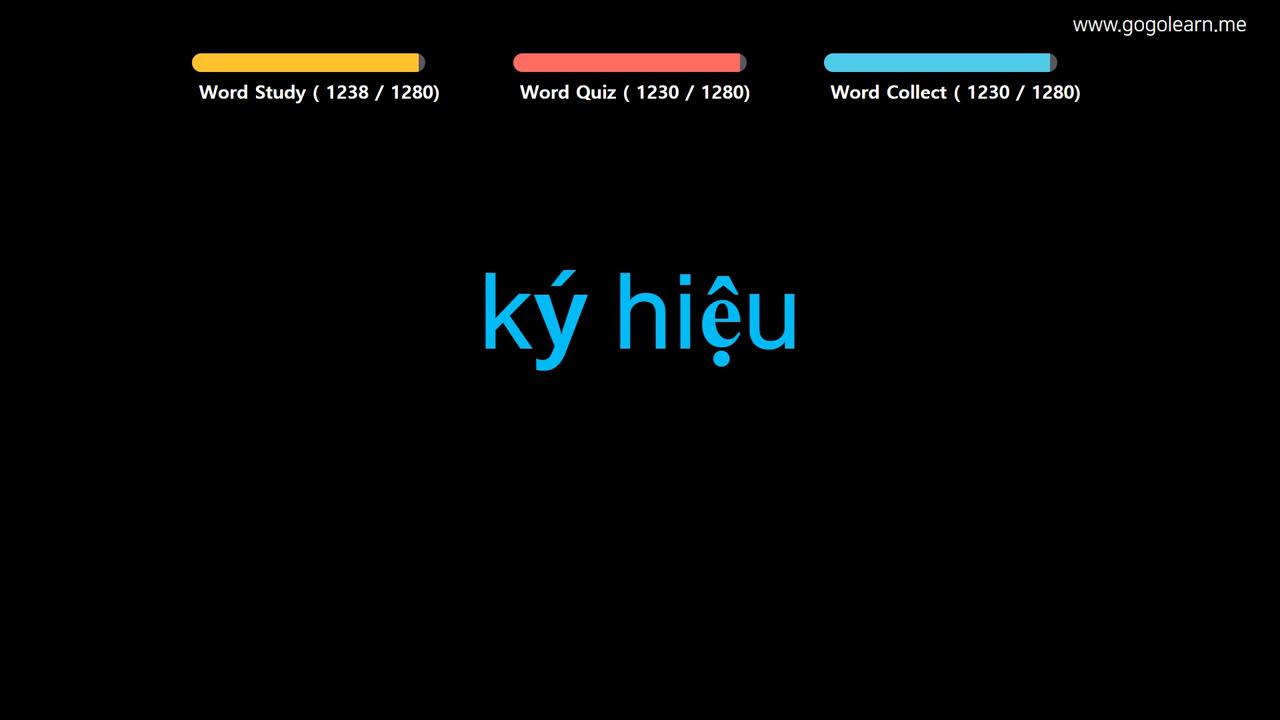 www.gogolearn.me
Word Study ( 1238 / 1280)
Word Quiz ( 1230 / 1280)
Word Collect ( 1230 / 1280)
ký hiệu